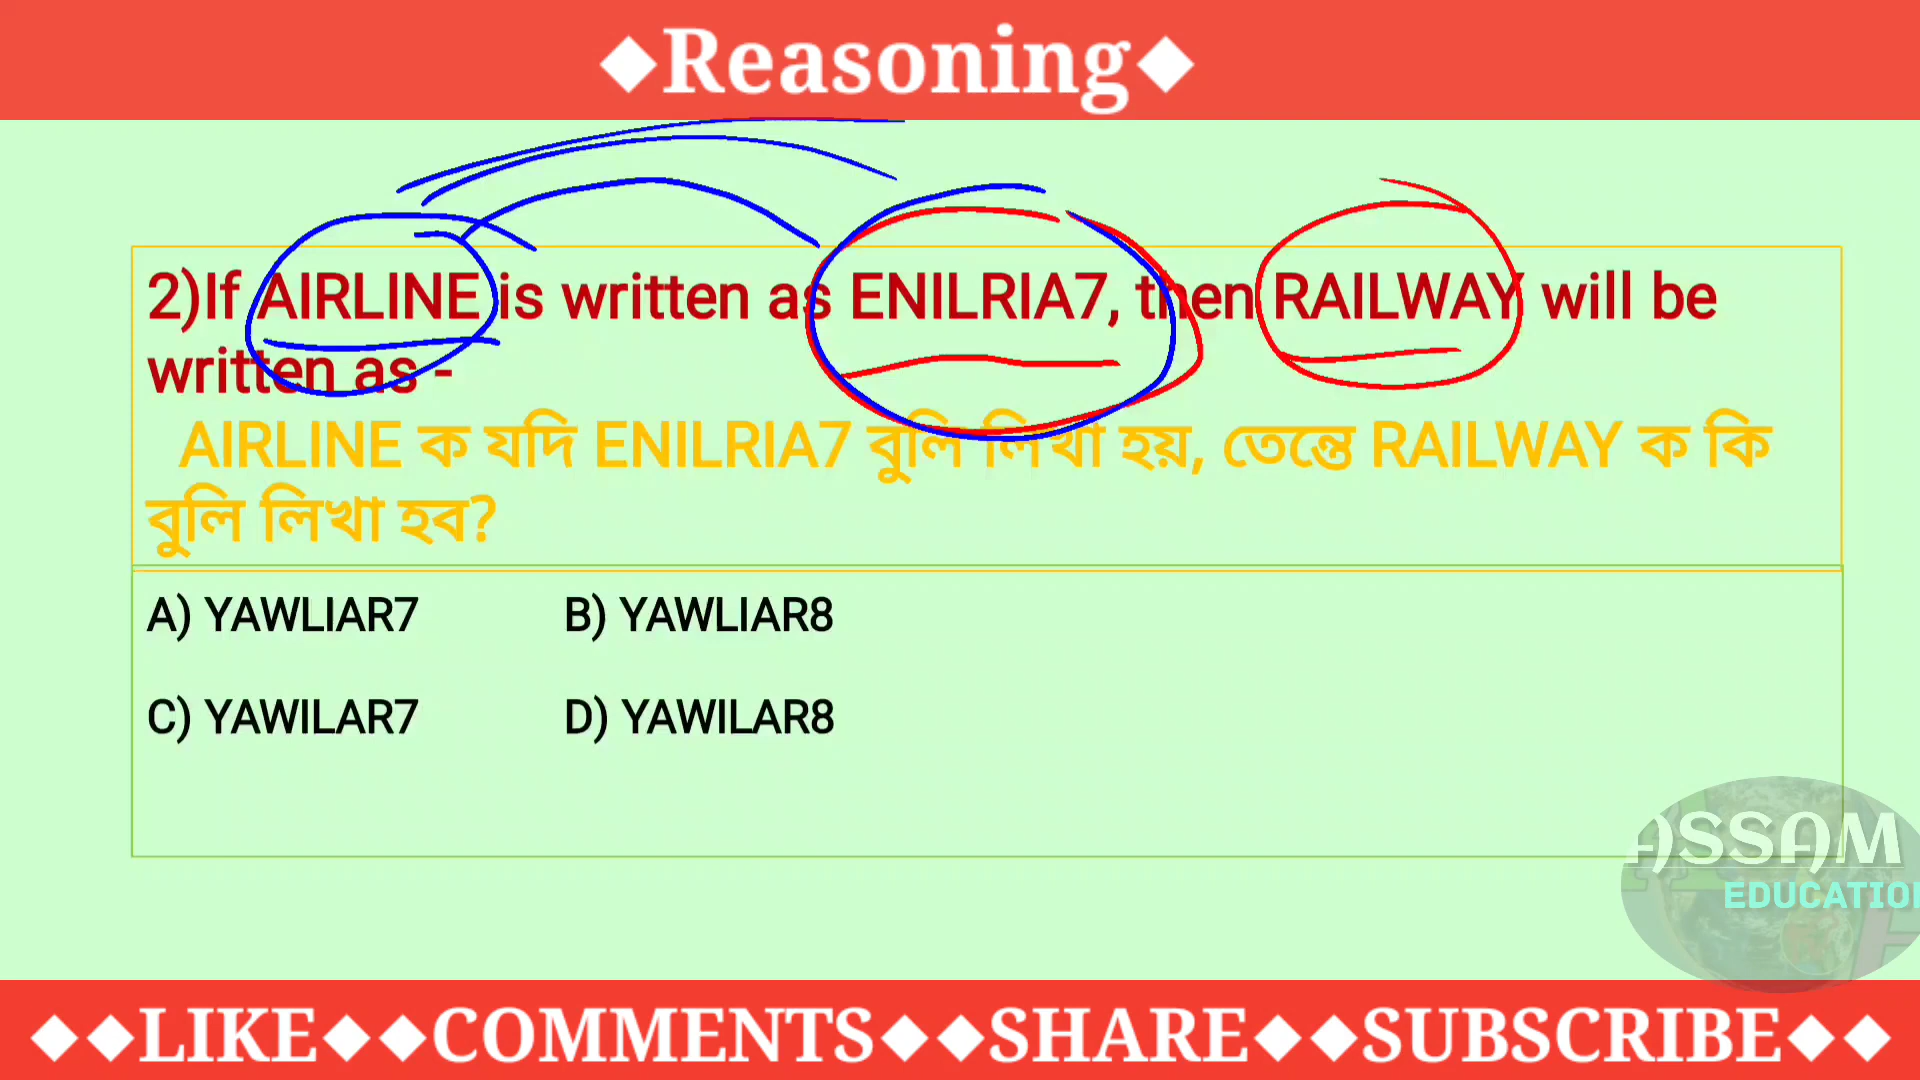 ◆Reasoning◆
2)If AIRLINE is written as ENILRIA7, then RAILWAY will be
written as -
AIRLINE ক যদি ENILRIA7 বুলি লিখা হয়, তেন্তে RAILWAY ক কি
বুলি লিখা হব?
A) YAWLIAR7 B) YAWLIAR8
C) YAWILAR7 D) YAWILAR8
ASSAM
EDUCATION
◆◆LIKE◆◆COMMENTS◆◆SHARE◆◆SUBSCRIBE◆◆